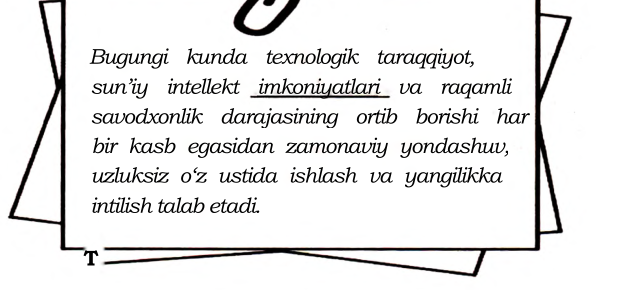 Bugungi kunda texnologik taraqqiyot,
sun’iy intellekt imkoniyatlari va raqamli
savodxonlik darajasining ortib borishi har
bir kasb egasidan zamonaviy yondashuv,
uzluksiz o‘z ustida ishlash va yangilikka
intilish talab etadi.
T